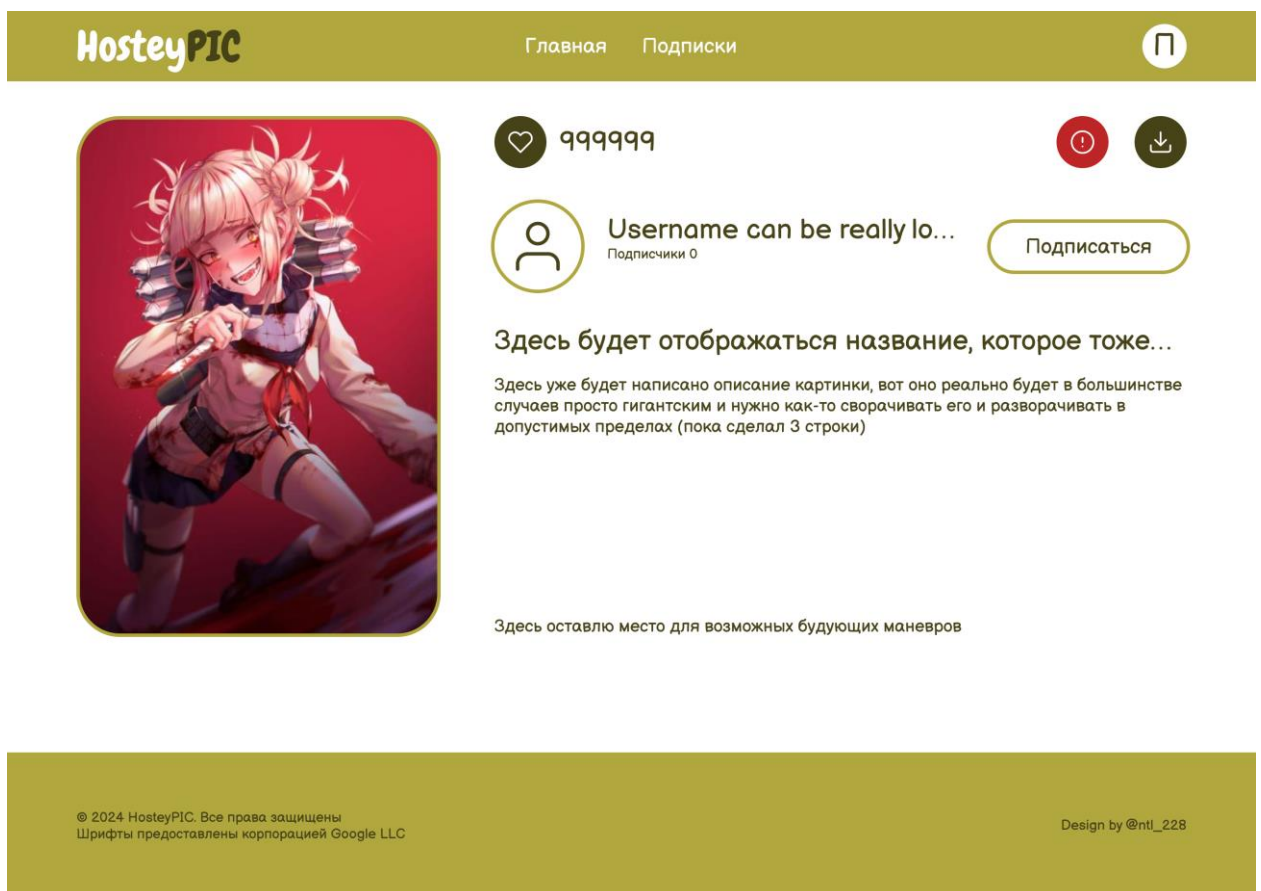 HosteyPIC
Главная Подписки
П
999999
Username can be really lo...
Подписчики 0
Подписаться
Здесь будет отображаться название, которое тоже...
Здесь уже будет написано описание картинки, вот оно реально будет в большинстве
случаев просто гигантским и нужно как-то сворачивать его и разворачивать в
допустимых пределах (пока сделал 3 строки)
Здесь оставлю место для возможных будующих маневров
© 2024 HosteyPIC. Все права защищены
Шрифты предоставлены корпорацией Google LLC
Design by @ntl_228